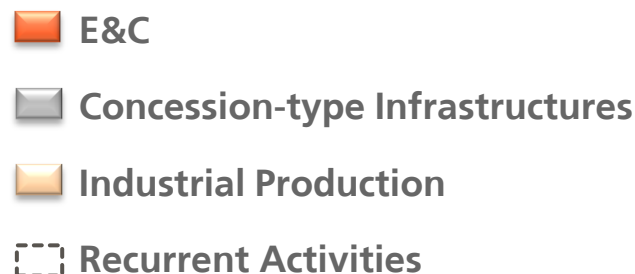 E&C
Concession-type Infrastructures
Industrial Production
Recurrent Activities